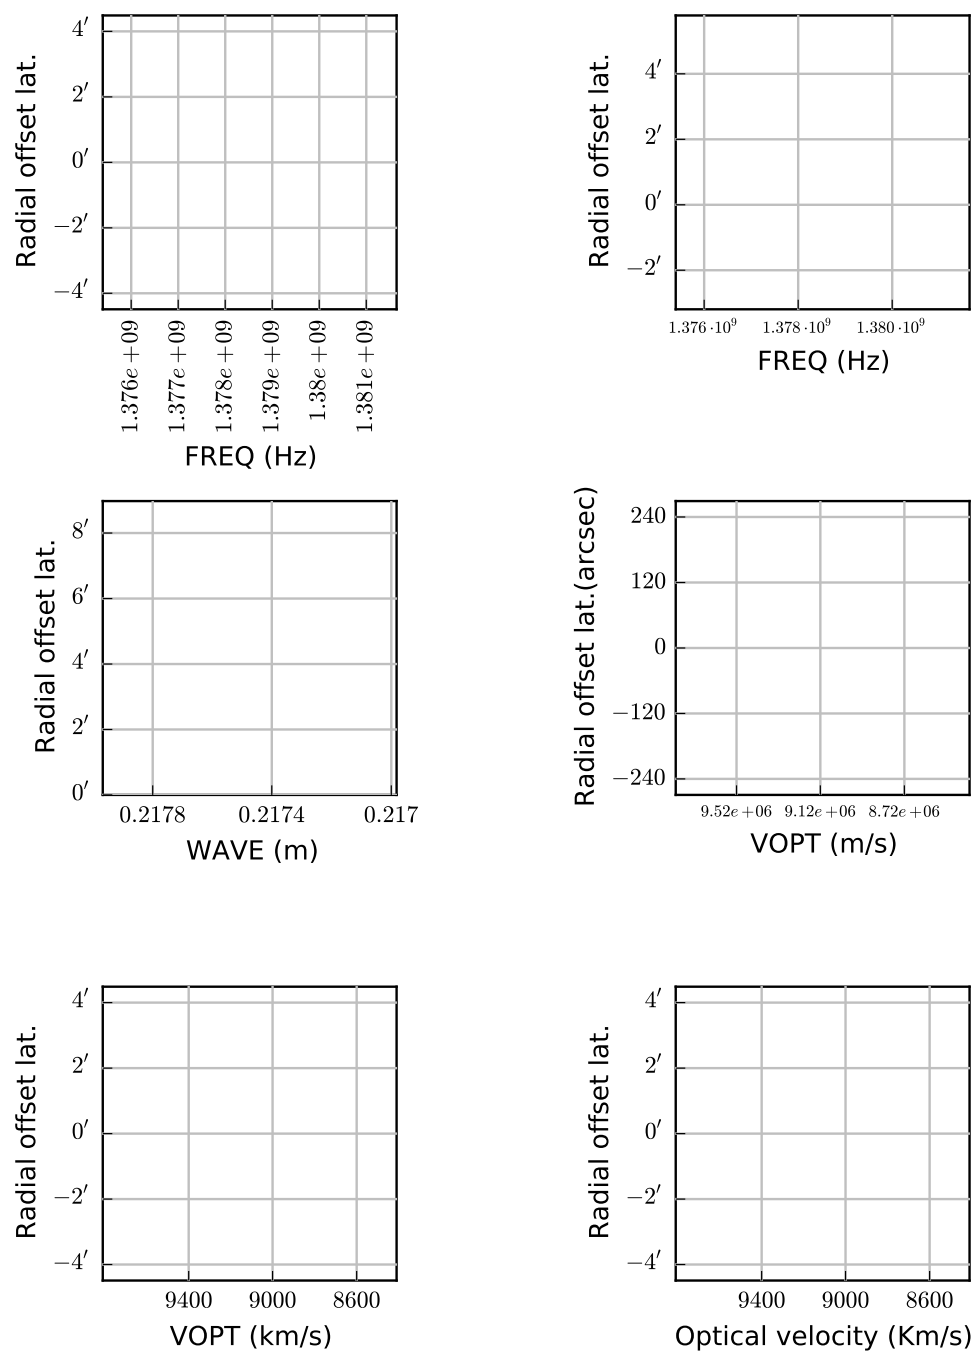 Radial offset lat.
4′
2′
0′
−2′
−4′
1.376e+09
1.377e+09
1.378e+09
1.379e+09
1.38e+09
1.381e+09
FREQ (Hz)
Radial offset lat.
4′
2′
0′
−2′
1.376·10⁹ 1.378·10⁹ 1.380·10⁹
FREQ (Hz)
Radial offset lat.
8′
6′
4′
2′
0′
0.2178 0.2174 0.217
WAVE (m)
Radial offset lat.(arcsec)
240
120
0
−120
−240
9.52e+06 9.12e+06 8.72e+06
VOPT (m/s)
Radial offset lat.
4′
2′
0′
−2′
−4′
9400 9000 8600
VOPT (km/s)
Radial offset lat.
4′
2′
0′
−2′
−4′
9400 9000 8600
Optical velocity (Km/s)